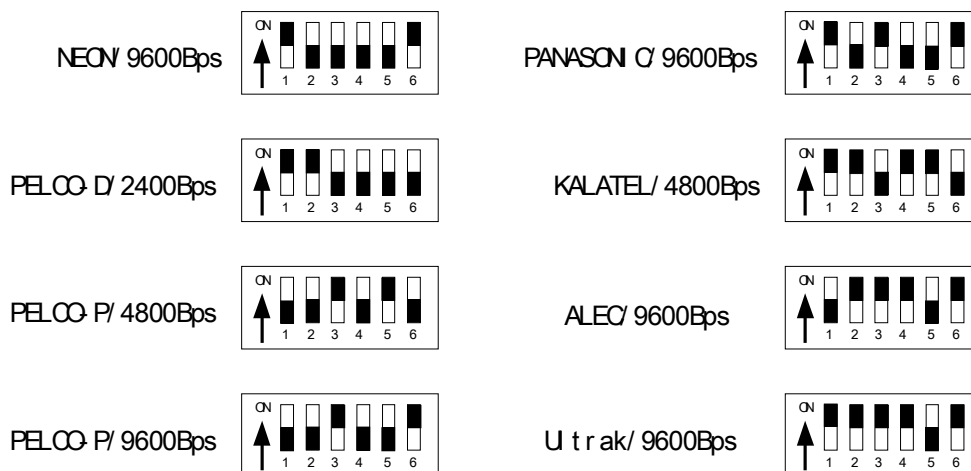 NEON/9600Bps
ON
1 2 3 4 5 6
PANASONIC/9600Bps
ON
1 2 3 4 5 6
PELCO-D/2400Bps
ON
1 2 3 4 5 6
KALATEL/4800Bps
ON
1 2 3 4 5 6
PELCO-P/4800Bps
ON
1 2 3 4 5 6
ALEC/9600Bps
ON
1 2 3 4 5 6
PELCO-P/9600Bps
ON
1 2 3 4 5 6
Ultrak/9600Bps
ON
1 2 3 4 5 6